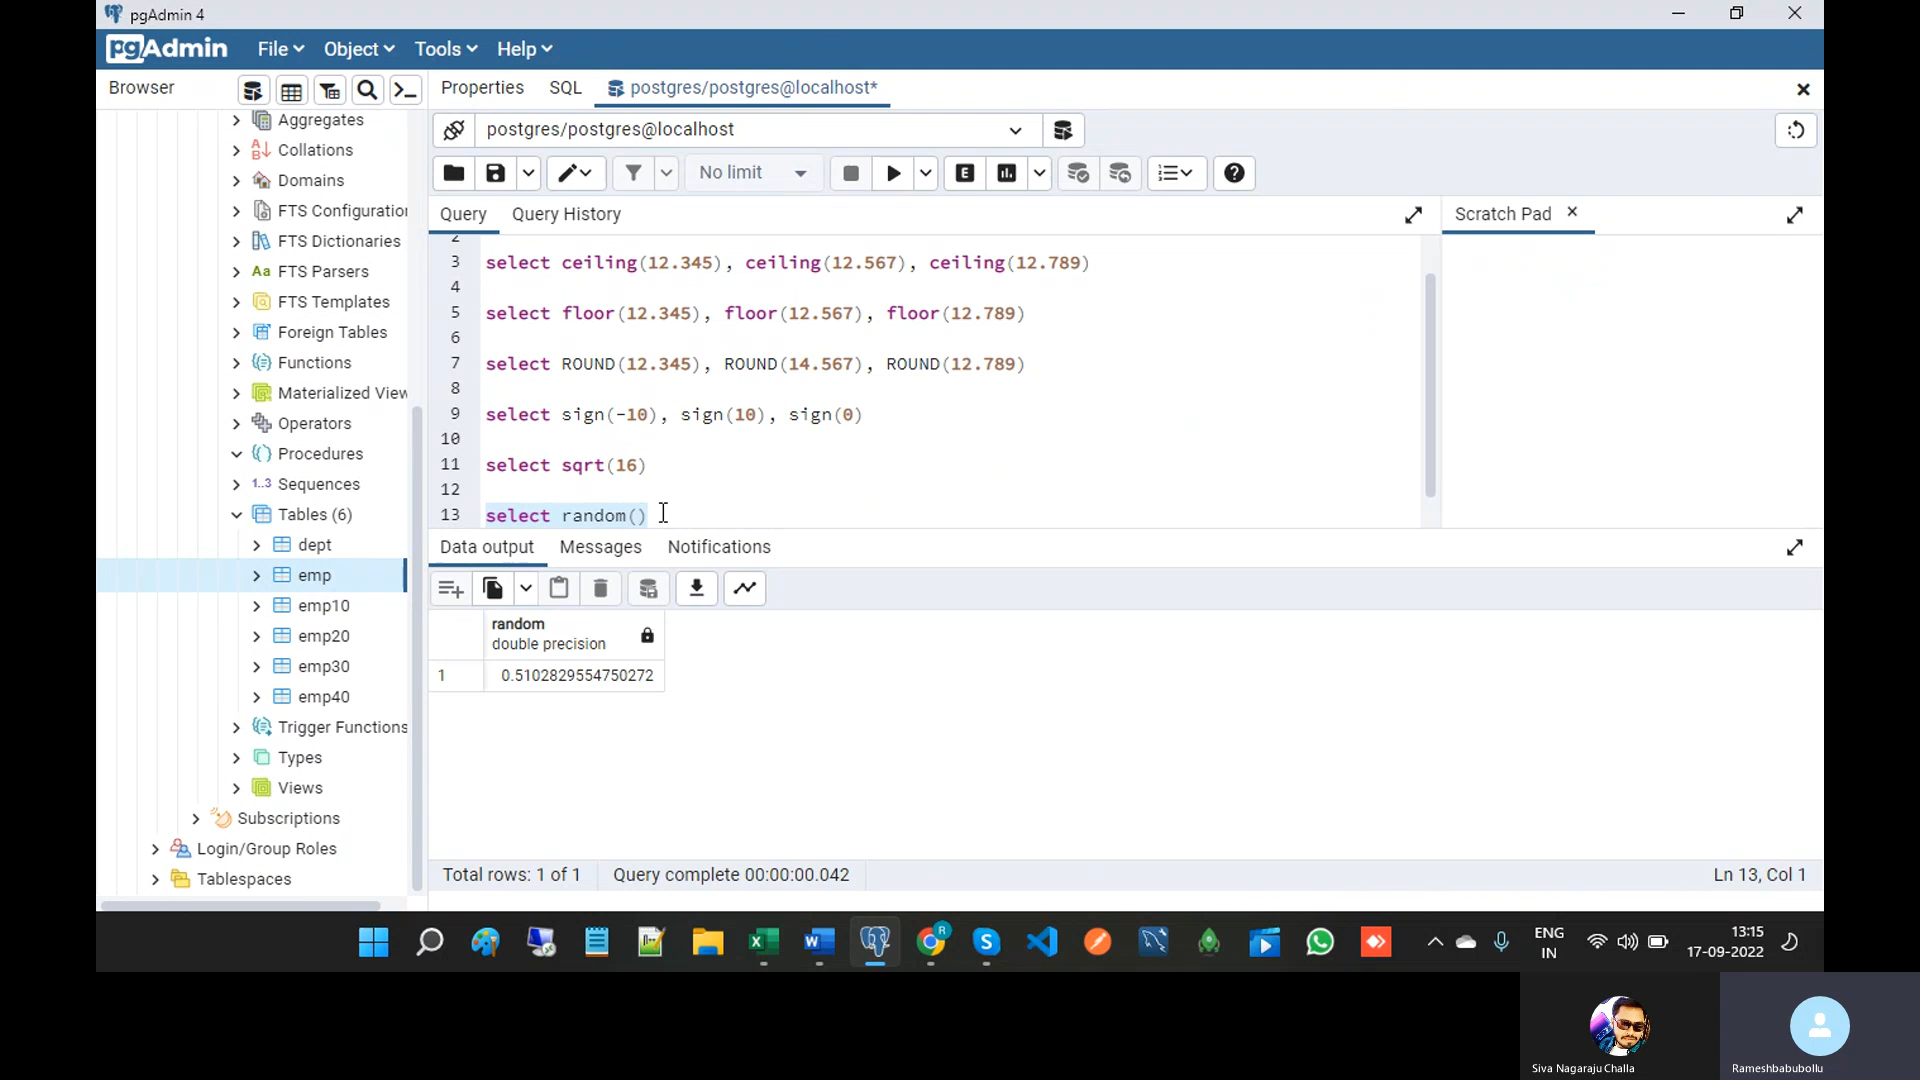 pgAdmin 4
pgAdmin File Object Tools Help
Browser
Properties SQL postgres/postgres@localhost*
postgres/postgres@localhost
No limit
Query Query History
Scratch Pad
Aggregates
Collations
Domains
FTS Configuration
FTS Dictionaries
Aa FTS Parsers
FTS Templates
Foreign Tables
Functions
Materialized View
Operators
Procedures
1..3 Sequences
Tables (6)
dept
emp
emp10
emp20
emp30
emp40
Trigger Functions
Types
Views
Subscriptions
Login/Group Roles
Tablespaces
2
3 select ceiling(12.345), ceiling(12.567), ceiling(12.789)
4
5 select floor(12.345), floor(12.567), floor(12.789)
6
7 select ROUND(12.345), ROUND(14.567), ROUND(12.789)
8
9 select sign(-10), sign(10), sign(0)
10
11 select sqrt(16)
12
13 select random()
Data output Messages Notifications
random
double precision
1 0.5102829554750272
Total rows: 1 of 1 Query complete 00:00:00.042 Ln 13, Col 1
ENG
IN
13:15
17-09-2022
Siva Nagaraju Challa
Rameshbabubollu